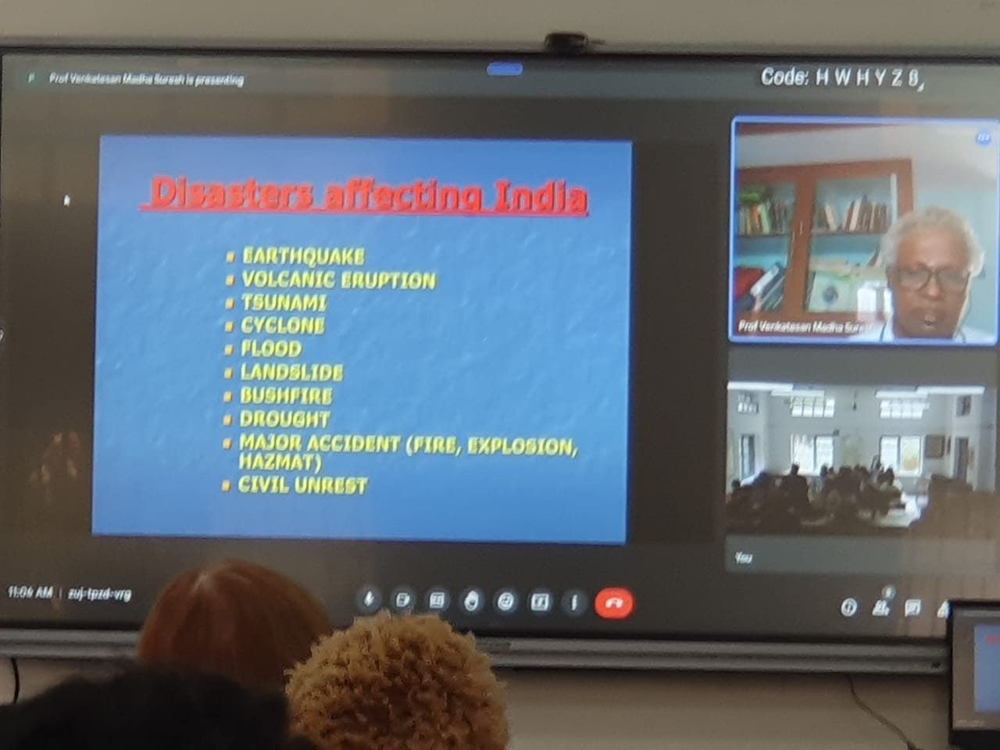 P Prof Venkatesan Madha Suresh is presenting
Code: H W H Y Z 8
Disasters affecting India
EARTHQUAKE
VOLCANIC ERUPTION
TSUNAMI
CYCLONE
FLOOD
LANDSLIDE
BUSHFIRE
DROUGHT
MAJOR ACCIDENT (FIRE, EXPLOSION,
HAZMAT)
CIVIL UNREST
Prof Venkatesan Madha Suresh
You
11:06 AM | zuj-tpzd-vrg